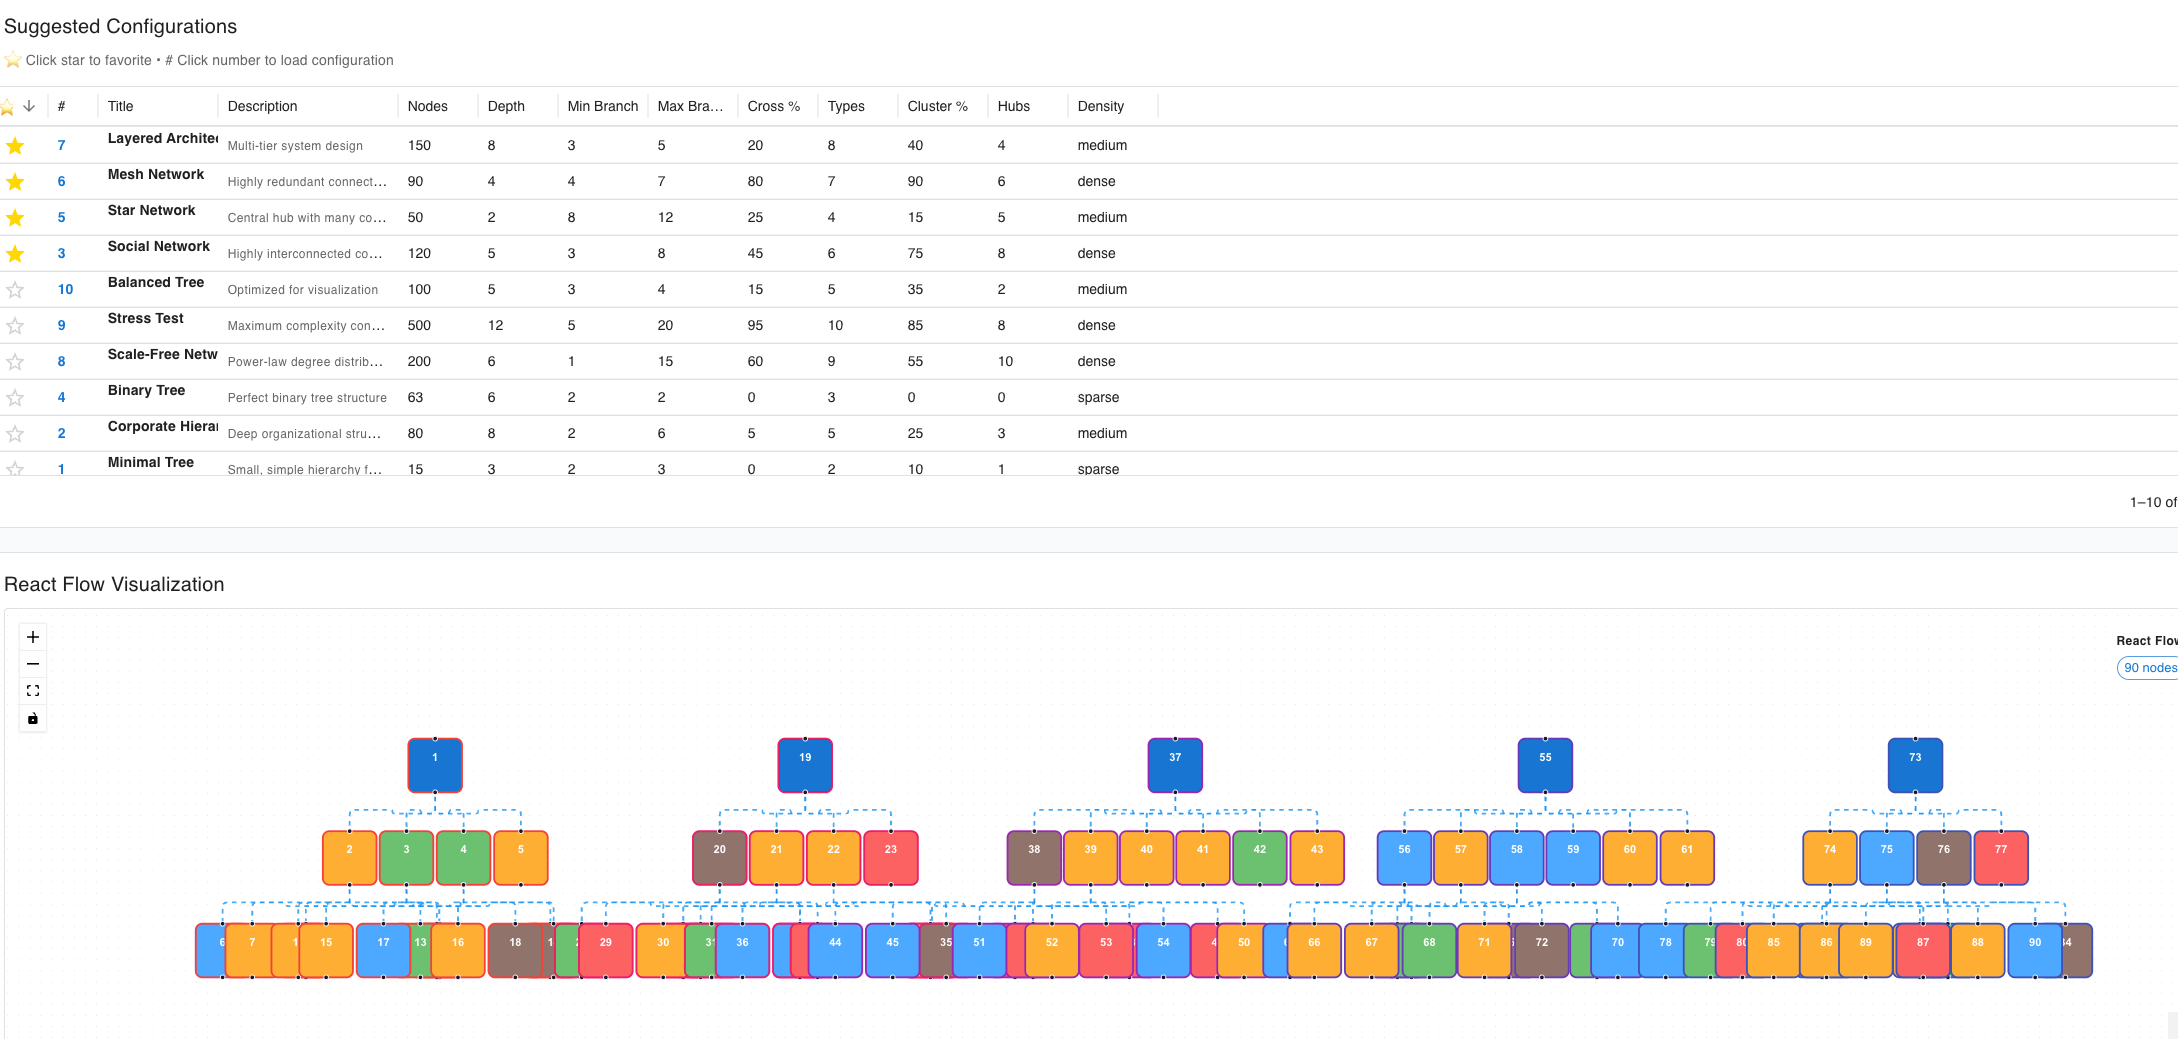 Suggested Configurations
Click star to favorite • # Click number to load configuration
# Title Description Nodes Depth Min Branch Max Bra... Cross % Types Cluster % Hubs Density
7 Layered Architec Multi-tier system design 150 8 3 5 20 8 40 4 medium
6 Mesh Network Highly redundant connect... 90 4 4 7 80 7 90 6 dense
5 Star Network Central hub with many co... 50 2 8 12 25 4 15 5 medium
3 Social Network Highly interconnected co... 120 5 3 8 45 6 75 8 dense
10 Balanced Tree Optimized for visualization 100 5 3 4 15 5 35 2 medium
9 Stress Test Maximum complexity con... 500 12 5 20 95 10 85 8 dense
8 Scale-Free Netw Power-law degree distrib... 200 6 1 15 60 9 55 10 dense
4 Binary Tree Perfect binary tree structure 63 6 2 2 0 3 0 0 sparse
2 Corporate Hierar Deep organizational stru... 80 8 2 6 5 5 25 3 medium
1 Minimal Tree Small, simple hierarchy f... 15 3 2 3 0 2 10 1 sparse
1–10 of
React Flow Visualization
React Flow
90 nodes
1 19 37 55 73
2 3 4 5 20 21 22 23 38 39 40 41 42 43 56 57 58 59 60 61 74 75 76 77
6 7 15 17 13 16 18 29 30 31 36 44 45 35 51 52 53 54 50 66 67 68 71 72 70 78 79 80 85 86 89 87 88 90